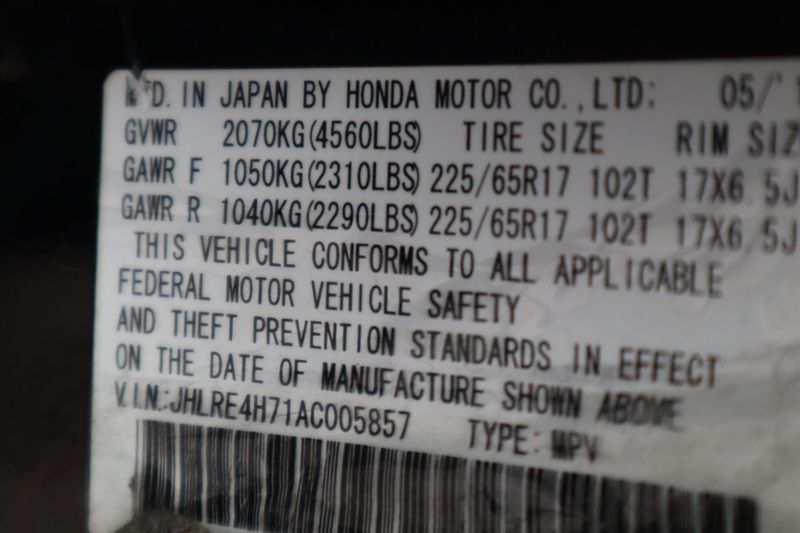 M'FD. IN JAPAN BY HONDA MOTOR CO.,LTD: 05/
GVWR 2070KG(4560LBS) TIRE SIZE RIM SIZ
GAWR F 1050KG(2310LBS) 225/65R17 102T 17X6.5J
GAWR R 1040KG(2290LBS) 225/65R17 102T 17X6.5J
THIS VEHICLE CONFORMS TO ALL APPLICABLE
FEDERAL MOTOR VEHICLE SAFETY
AND THEFT PREVENTION STANDARDS IN EFFECT
ON THE DATE OF MANUFACTURE SHOWN ABOVE
V.I.N.:JHLRE4H71AC005857 TYPE: MPV